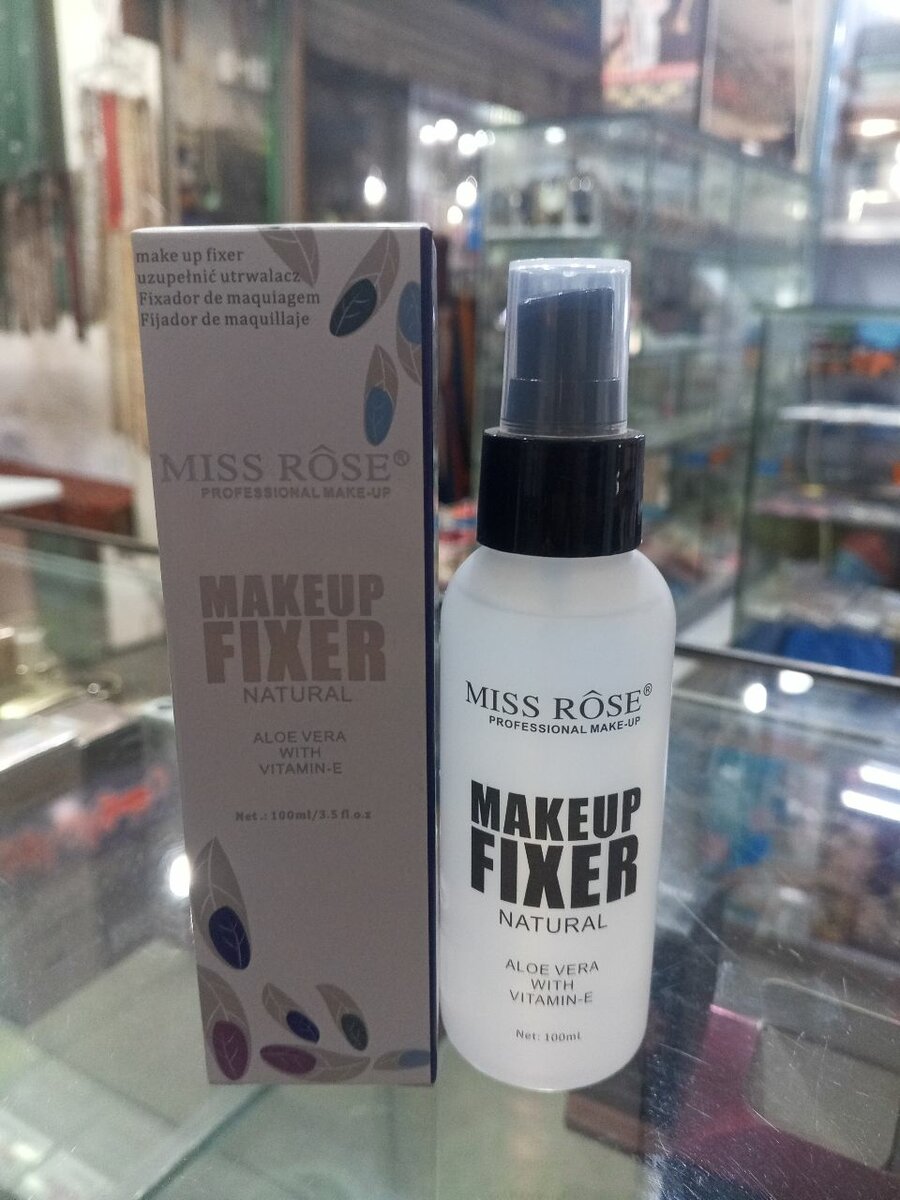 make up fixer
uzupełnić utrwalacz
Fixador de maquiagem
Fijador de maquillaje
MISS RÔSE®
PROFESSIONAL MAKE-UP
MAKEUP
FIXER
NATURAL
ALOE VERA
WITH
VITAMIN-E
Net.: 100ml/3.5 fl o.z
MISS RÔSE®
PROFESSIONAL MAKE-UP
MAKEUP
FIXER
NATURAL
ALOE VERA
WITH
VITAMIN-E
Net: 100ml